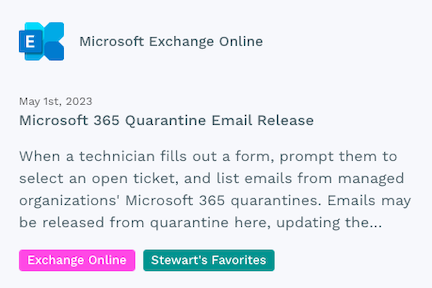 E
Microsoft Exchange Online
May 1st, 2023
Microsoft 365 Quarantine Email Release
When a technician fills out a form, prompt them to
select an open ticket, and list emails from managed
organizations' Microsoft 365 quarantines. Emails may
be released from quarantine here, updating the...
Exchange Online Stewart's Favorites